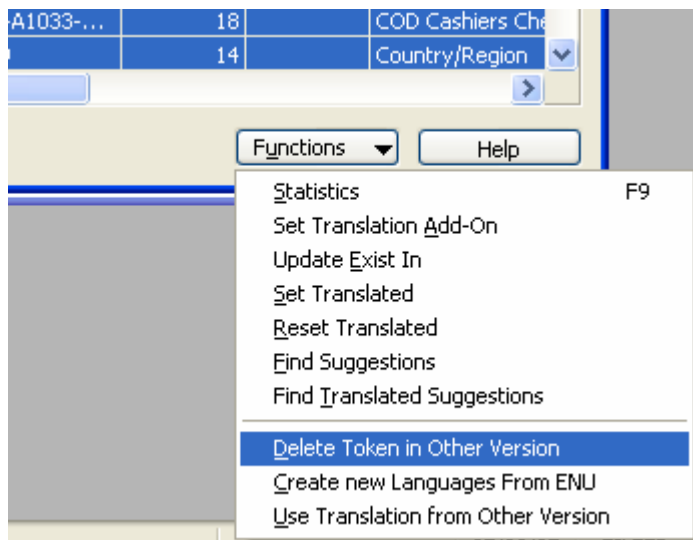 -A1033-... 18 COD Cashiers Che
14 Country/Region
Functions Help
Statistics F9
Set Translation Add-On
Update Exist In
Set Translated
Reset Translated
Find Suggestions
Find Translated Suggestions
Delete Token in Other Version
Create new Languages From ENU
Use Translation from Other Version